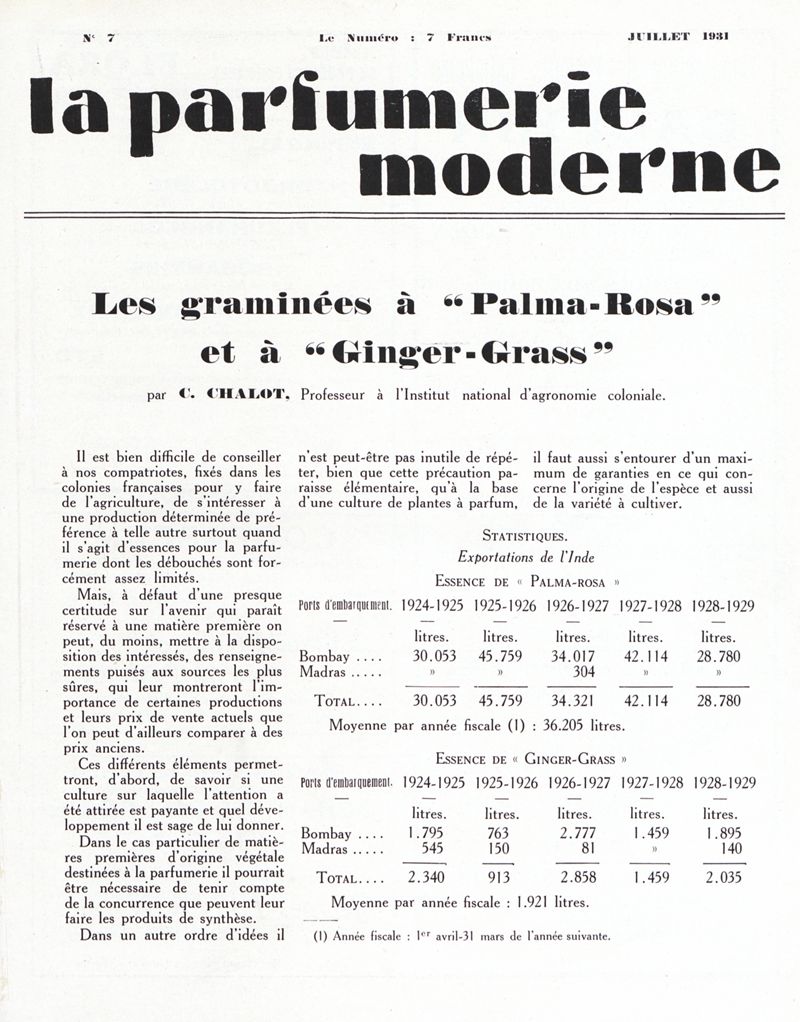 Nº 7
Le Numéro : 7 Francs
JUILLET 1931
la parfumerie
moderne
Les graminées à “Palma-Rosa”
et à “Ginger-Grass”
par C. CHALOT, Professeur à l'Institut national d'agronomie coloniale.
Il est bien difficile de conseiller
à nos compatriotes, fixés dans les
colonies françaises pour y faire
de l'agriculture, de s'intéresser à
une production déterminée de pré-
férence à telle autre surtout quand
il s'agit d'essences pour la parfu-
merie dont les débouchés sont for-
cément assez limités.
Mais, à défaut d'une presque
certitude sur l'avenir qui paraît
réservé à une matière première on
peut, du moins, mettre à la dispo-
sition des intéressés, des renseigne-
ments puisés aux sources les plus
sûres, qui leur montreront l'im-
portance de certaines productions
et leurs prix de vente actuels que
l'on peut d'ailleurs comparer à des
prix anciens.
Ces différents éléments permet-
tront, d'abord, de savoir si une
culture sur laquelle l'attention a
été attirée est payante et quel déve-
loppement il est sage de lui donner.
Dans le cas particulier de matiè-
res premières d'origine végétale
destinées à la parfumerie il pourrait
être nécessaire de tenir compte
de la concurrence que peuvent leur
faire les produits de synthèse.
Dans un autre ordre d'idées il
n'est peut-être pas inutile de répé-
ter, bien que cette précaution pa-
raisse élémentaire, qu'à la base
d'une culture de plantes à parfum,
il faut aussi s'entourer d'un maxi-
mum de garanties en ce qui con-
cerne l'origine de l'espèce et aussi
de la variété à cultiver.
STATISTIQUES.
Exportations de l'Inde
ESSENCE DE « PALMA-ROSA »
Ports d'embarquement. 1924-1925 1925-1926 1926-1927 1927-1928 1928-1929
litres. litres. litres. litres. litres.
Bombay .... 30.053 45.759 34.017 42.114 28.780
Madras ..... » » 304 » »
TOTAL.... 30.053 45.759 34.321 42.114 28.780
Moyenne par année fiscale (1) : 36.205 litres.
ESSENCE DE « GINGER-GRASS »
Ports d'embarquement. 1924-1925 1925-1926 1926-1927 1927-1928 1928-1929
litres. litres. litres. litres. litres.
Bombay .... 1.795 763 2.777 1.459 1.895
Madras ..... 545 150 81 » 140
TOTAL.... 2.340 913 2.858 1.459 2.035
Moyenne par année fiscale : 1.921 litres.
(1) Année fiscale : 1er avril-31 mars de l'année suivante.